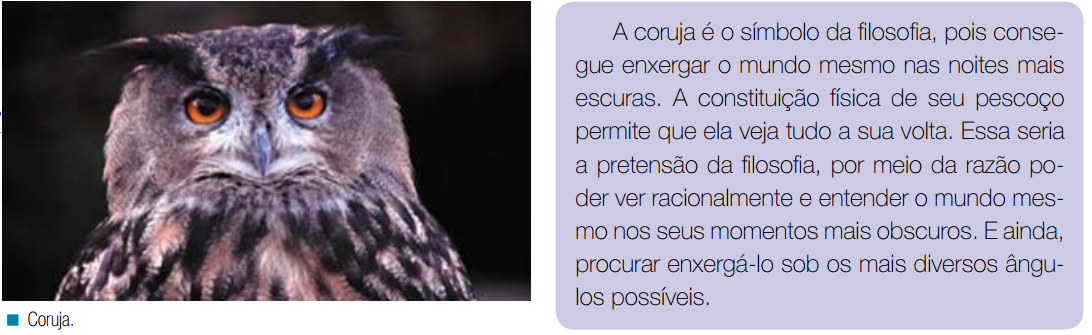 Coruja.
A coruja é o símbolo da filosofia, pois conse-
gue enxergar o mundo mesmo nas noites mais
escuras. A constituição física de seu pescoço
permite que ela veja tudo a sua volta. Essa seria
a pretensão da filosofia, por meio da razão po-
der ver racionalmente e entender o mundo mes-
mo nos seus momentos mais obscuros. E ainda,
procurar enxergá-lo sob os mais diversos ângu-
los possíveis.